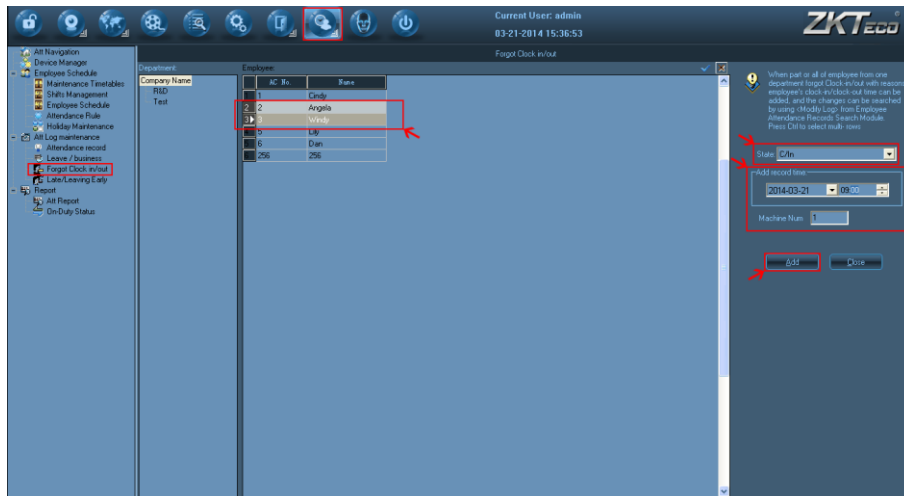 Current User: admin
03-21-2014 15:36:53
ZKTeco
Att Navigation
Device Manager
Employee Schedule
Maintenance Timetables
Shifts Management
Employee Schedule
Attendance Rule
Holiday Maintenance
Att Log maintenance
Attendance record
Leave / business
Forgot Clock in/out
Late/Leaving Early
Report
Att Report
On-Duty Status
Department:
Company Name
R&D
Test
Employee:
AC No. Name
1 Cindy
2 2 Angela
3 3 Windy
5 Lily
6 Dan
256 256
Forgot Clock in/out
When part or all of employee from one
department forgot Clock-in/out with reason
employee's clock-in/clock-out time can be
added, and the changes can be searched
by using <Modify Log> from Employee
Attendance Records Search Module.
Press Ctrl to select multi- rows
State C/In
Add record time
2014-03-21 09:00
Machine Num 1
Add Close